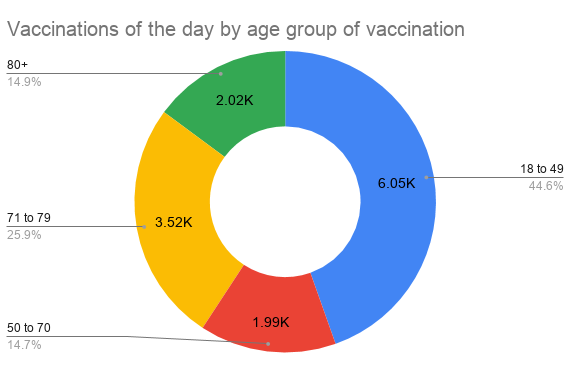 Vaccinations of the day by age group of vaccination
80+
14.9%
2.02K
18 to 49
44.6%
6.05K
71 to 79
25.9%
3.52K
50 to 70
14.7%
1.99K